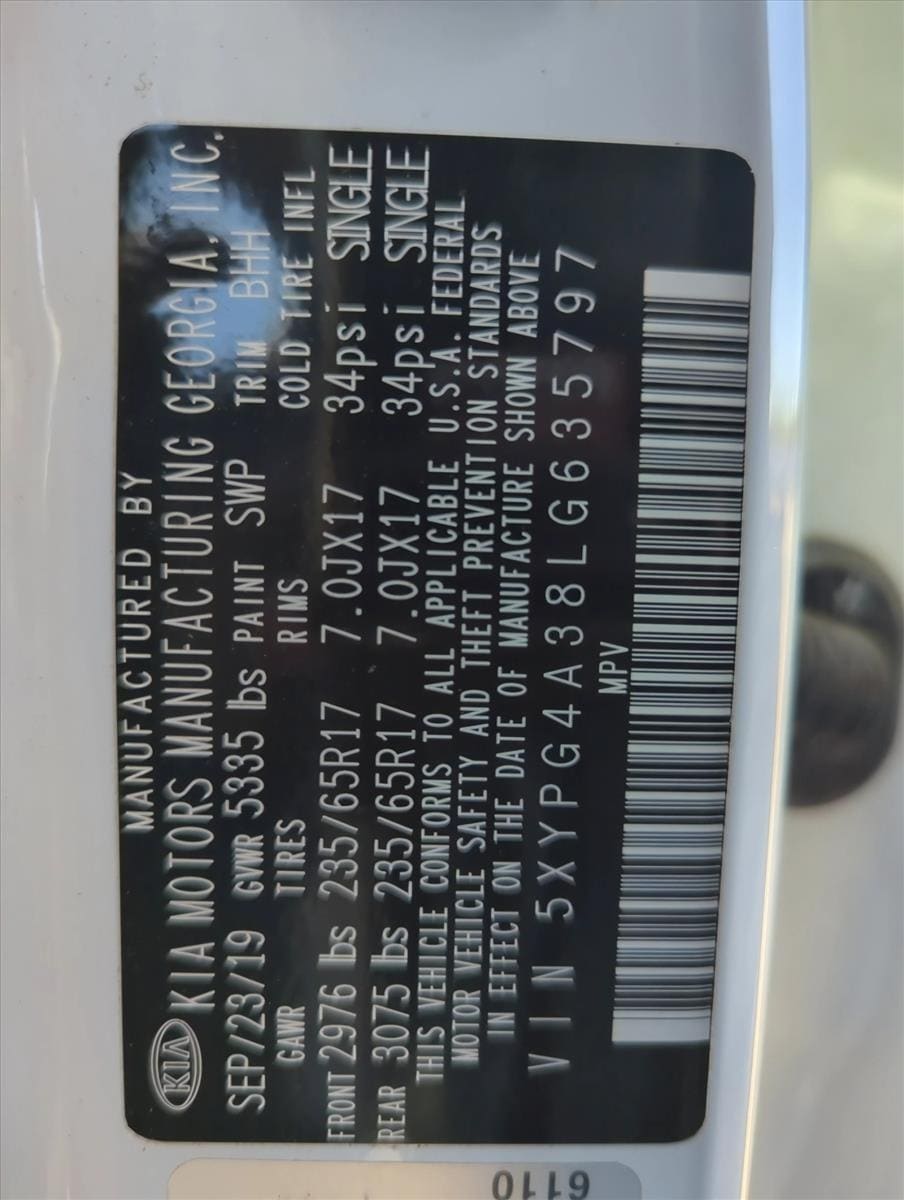 MANUFACTURED BY
KIA KIA MOTORS MANUFACTURING GEORGIA, INC.
SEP/23/19 GVWR 5335 lbs PAINT SWP TRIM BHH
GAWR TIRES RIMS COLD TIRE INFL
FRONT 2976 lbs 235/65R17 7.0JX17 34psi SINGLE
REAR 3075 lbs 235/65R17 7.0JX17 34psi SINGLE
THIS VEHICLE CONFORMS TO ALL APPLICABLE U.S.A. FEDERAL
MOTOR VEHICLE SAFETY AND THEFT PREVENTION STANDARDS
IN EFFECT ON THE DATE OF MANUFACTURE SHOWN ABOVE
VIN 5XYPG4A38LG635797
MPV
6110